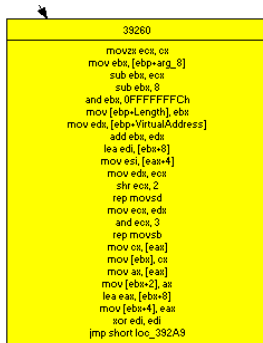 39260
movzx ecx, cx
mov ebx, [ebp+arg_8]
sub ebx, ecx
sub ebx, 8
and ebx, 0FFFFFFFCh
mov [ebp+Length], ebx
mov edx, [ebp+VirtualAddress]
add ebx, edx
lea edi, [ebx+8]
mov esi, [eax+4]
mov edx, ecx
shr ecx, 2
rep movsd
mov ecx, edx
and ecx, 3
rep movsb
mov cx, [eax]
mov [ebx], cx
mov ax, [eax]
mov [ebx+2], ax
lea eax, [ebx+8]
mov [ebx+4], eax
xor edi, edi
jmp short loc_392A9